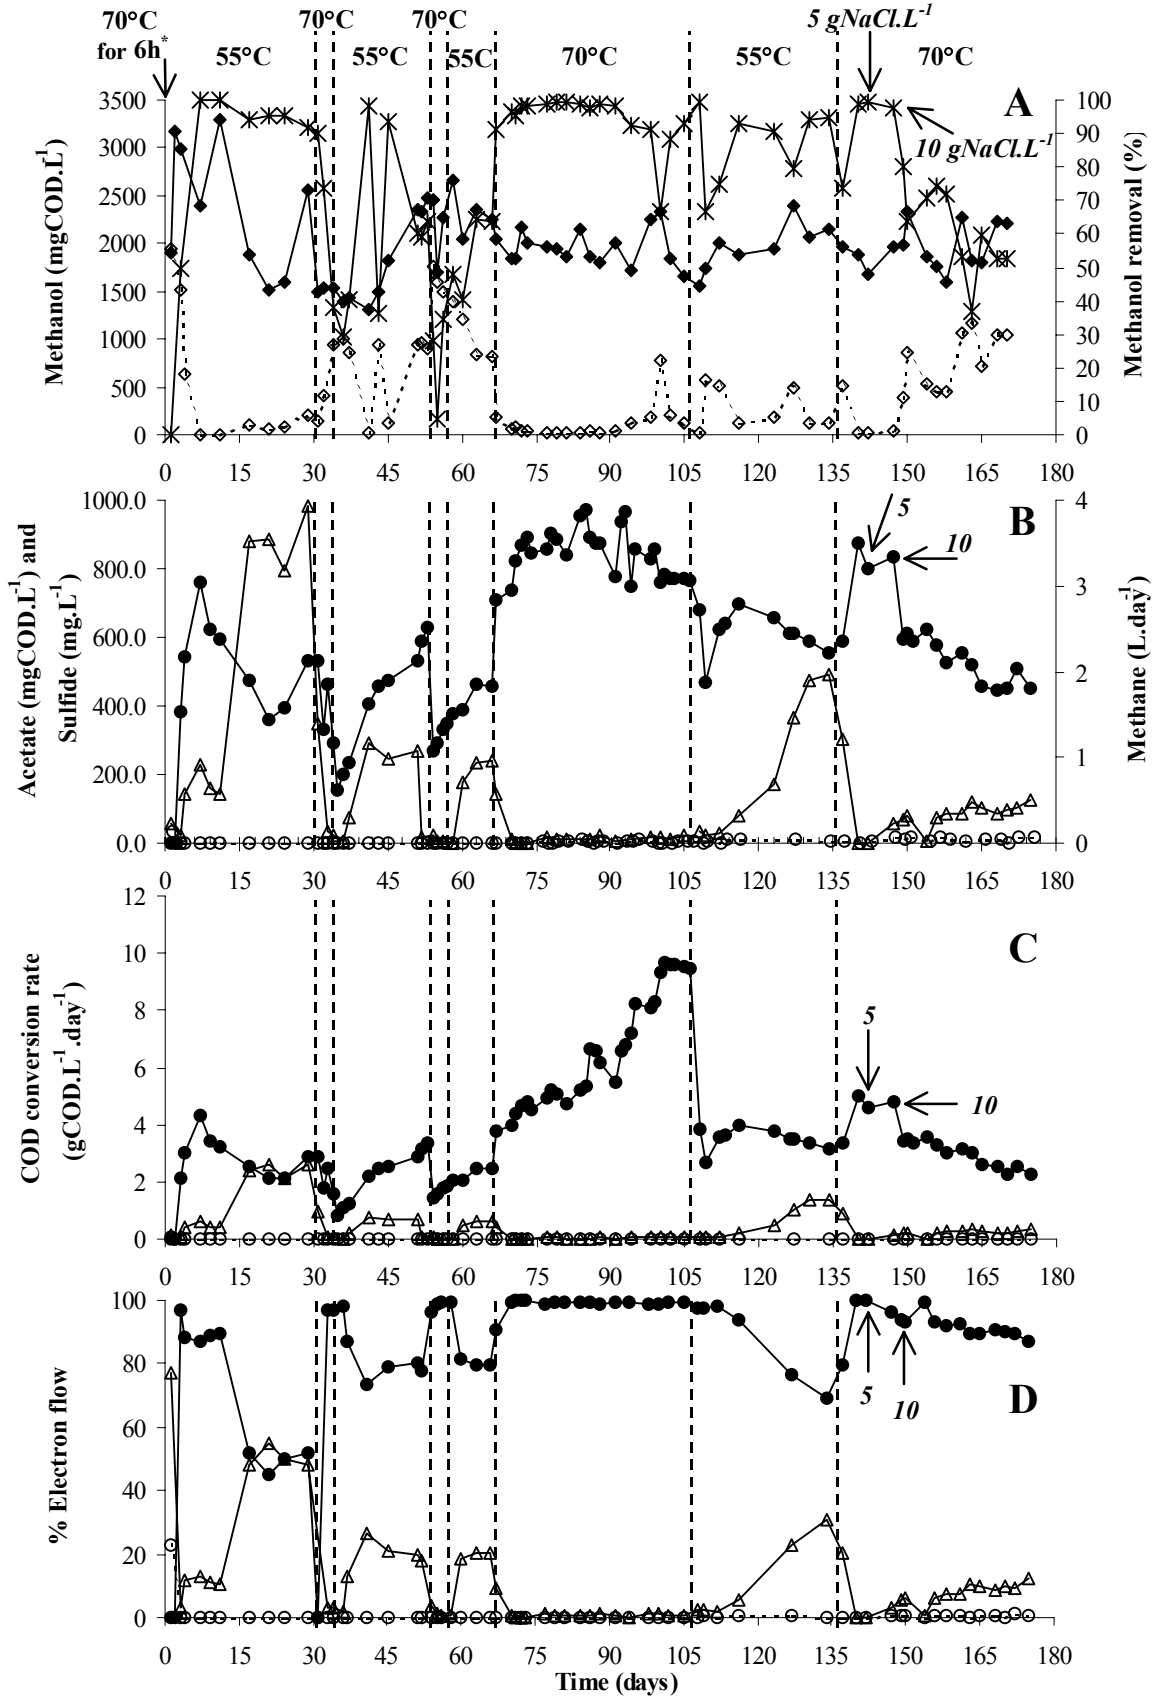 70°C 70°C 70°C 5 gNaCl.L-1
for 6h* 55°C 55°C 55C 70°C 55°C 70°C
A
10 gNaCl.L-1
Methanol (mgCOD.L-1)
3500
3000
2500
2000
1500
1000
500
0
Methanol removal (%)
100
90
80
70
60
50
40
30
20
10
0
0 15 30 45 60 75 90 105 120 135 150 165 180
B
5
10
Acetate (mgCOD.L-1) and
Sulfide (mg.L-1)
1000.0
800.0
600.0
400.0
200.0
0.0
Methane (L.day-1)
4
3
2
1
0
0 15 30 45 60 75 90 105 120 135 150 165 180
C
5
10
COD conversion rate
(gCOD.L-1.day-1)
12
10
8
6
4
2
0
0 15 30 45 60 75 90 105 120 135 150 165 180
D
5
10
% Electron flow
100
80
60
40
20
0
0 15 30 45 60 75 90 105 120 135 150 165 180
Time (days)